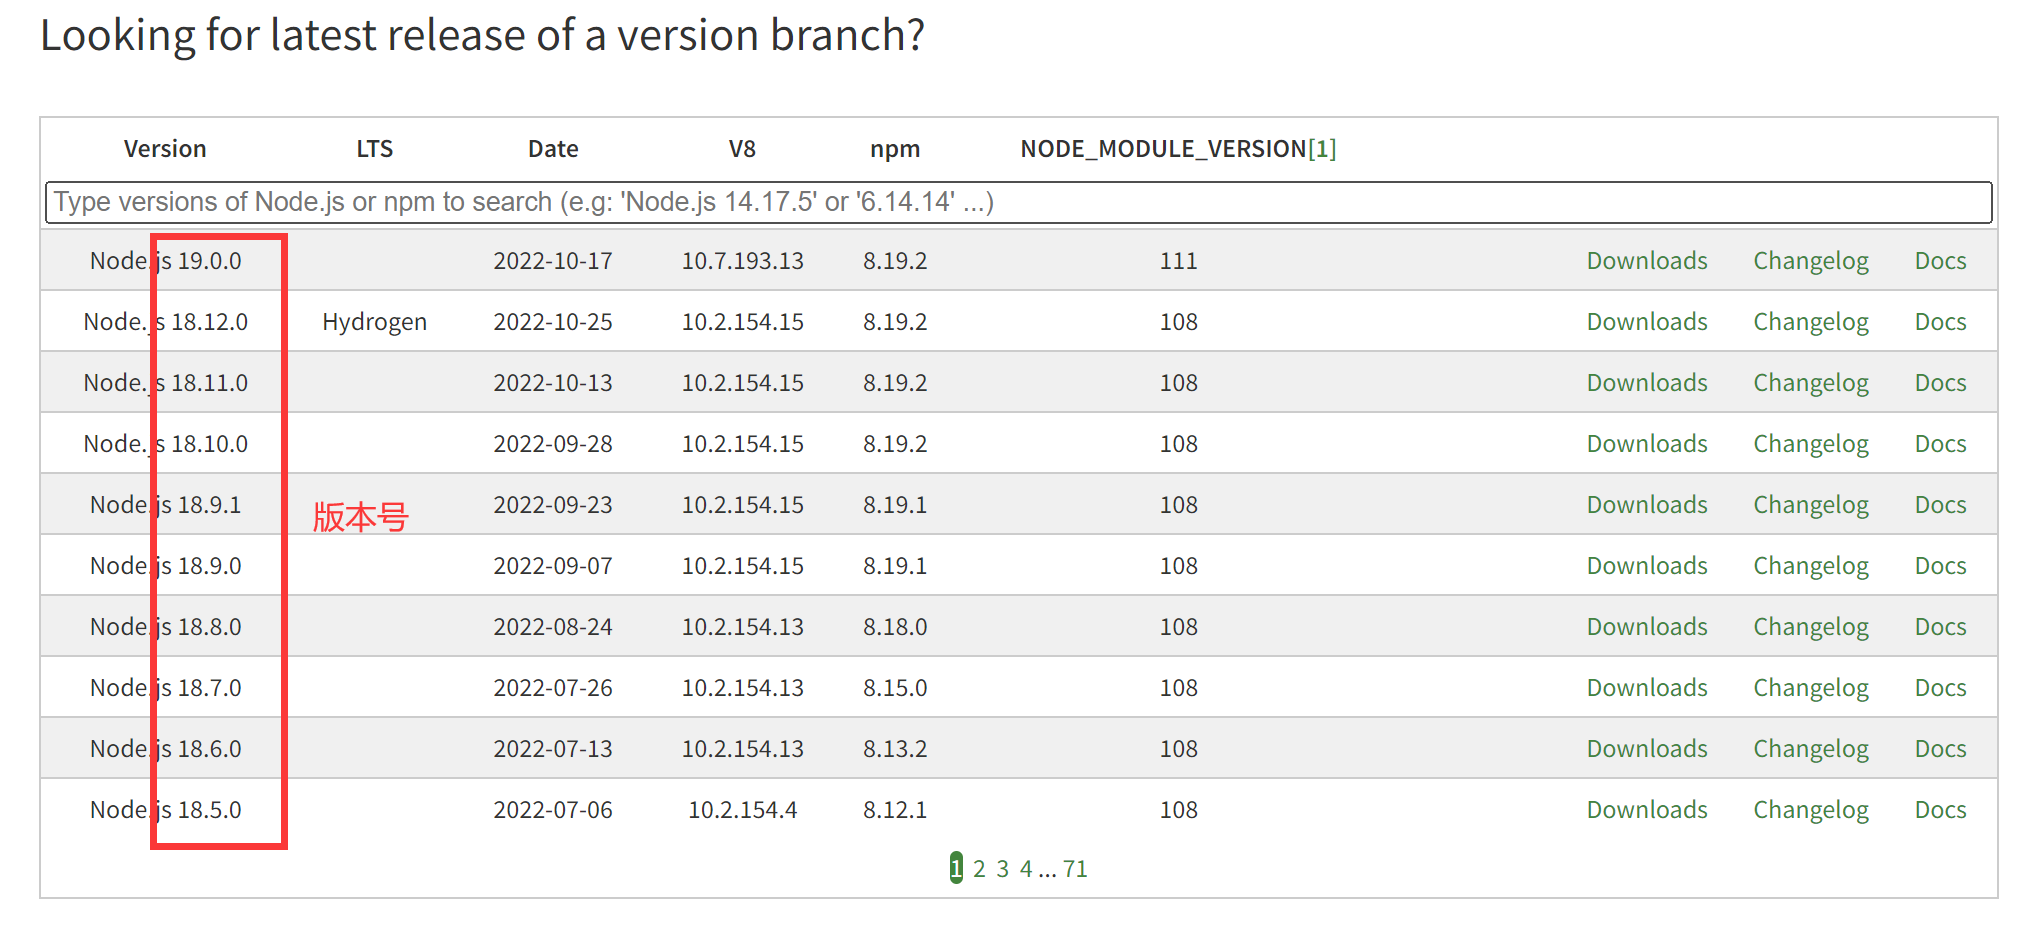 Looking for latest release of a version branch?
Version LTS Date V8 npm NODE_MODULE_VERSION[1]
Type versions of Node.js or npm to search (e.g: 'Node.js 14.17.5' or '6.14.14' ...)
Node.js 19.0.0 2022-10-17 10.7.193.13 8.19.2 111 Downloads Changelog Docs
Node.js 18.12.0 Hydrogen 2022-10-25 10.2.154.15 8.19.2 108 Downloads Changelog Docs
Node.js 18.11.0 2022-10-13 10.2.154.15 8.19.2 108 Downloads Changelog Docs
Node.js 18.10.0 2022-09-28 10.2.154.15 8.19.2 108 Downloads Changelog Docs
Node.js 18.9.1 2022-09-23 10.2.154.15 8.19.1 108 Downloads Changelog Docs
版本号
Node.js 18.9.0 2022-09-07 10.2.154.15 8.19.1 108 Downloads Changelog Docs
Node.js 18.8.0 2022-08-24 10.2.154.13 8.18.0 108 Downloads Changelog Docs
Node.js 18.7.0 2022-07-26 10.2.154.13 8.15.0 108 Downloads Changelog Docs
Node.js 18.6.0 2022-07-13 10.2.154.13 8.13.2 108 Downloads Changelog Docs
Node.js 18.5.0 2022-07-06 10.2.154.4 8.12.1 108 Downloads Changelog Docs
1 2 3 4 ... 71